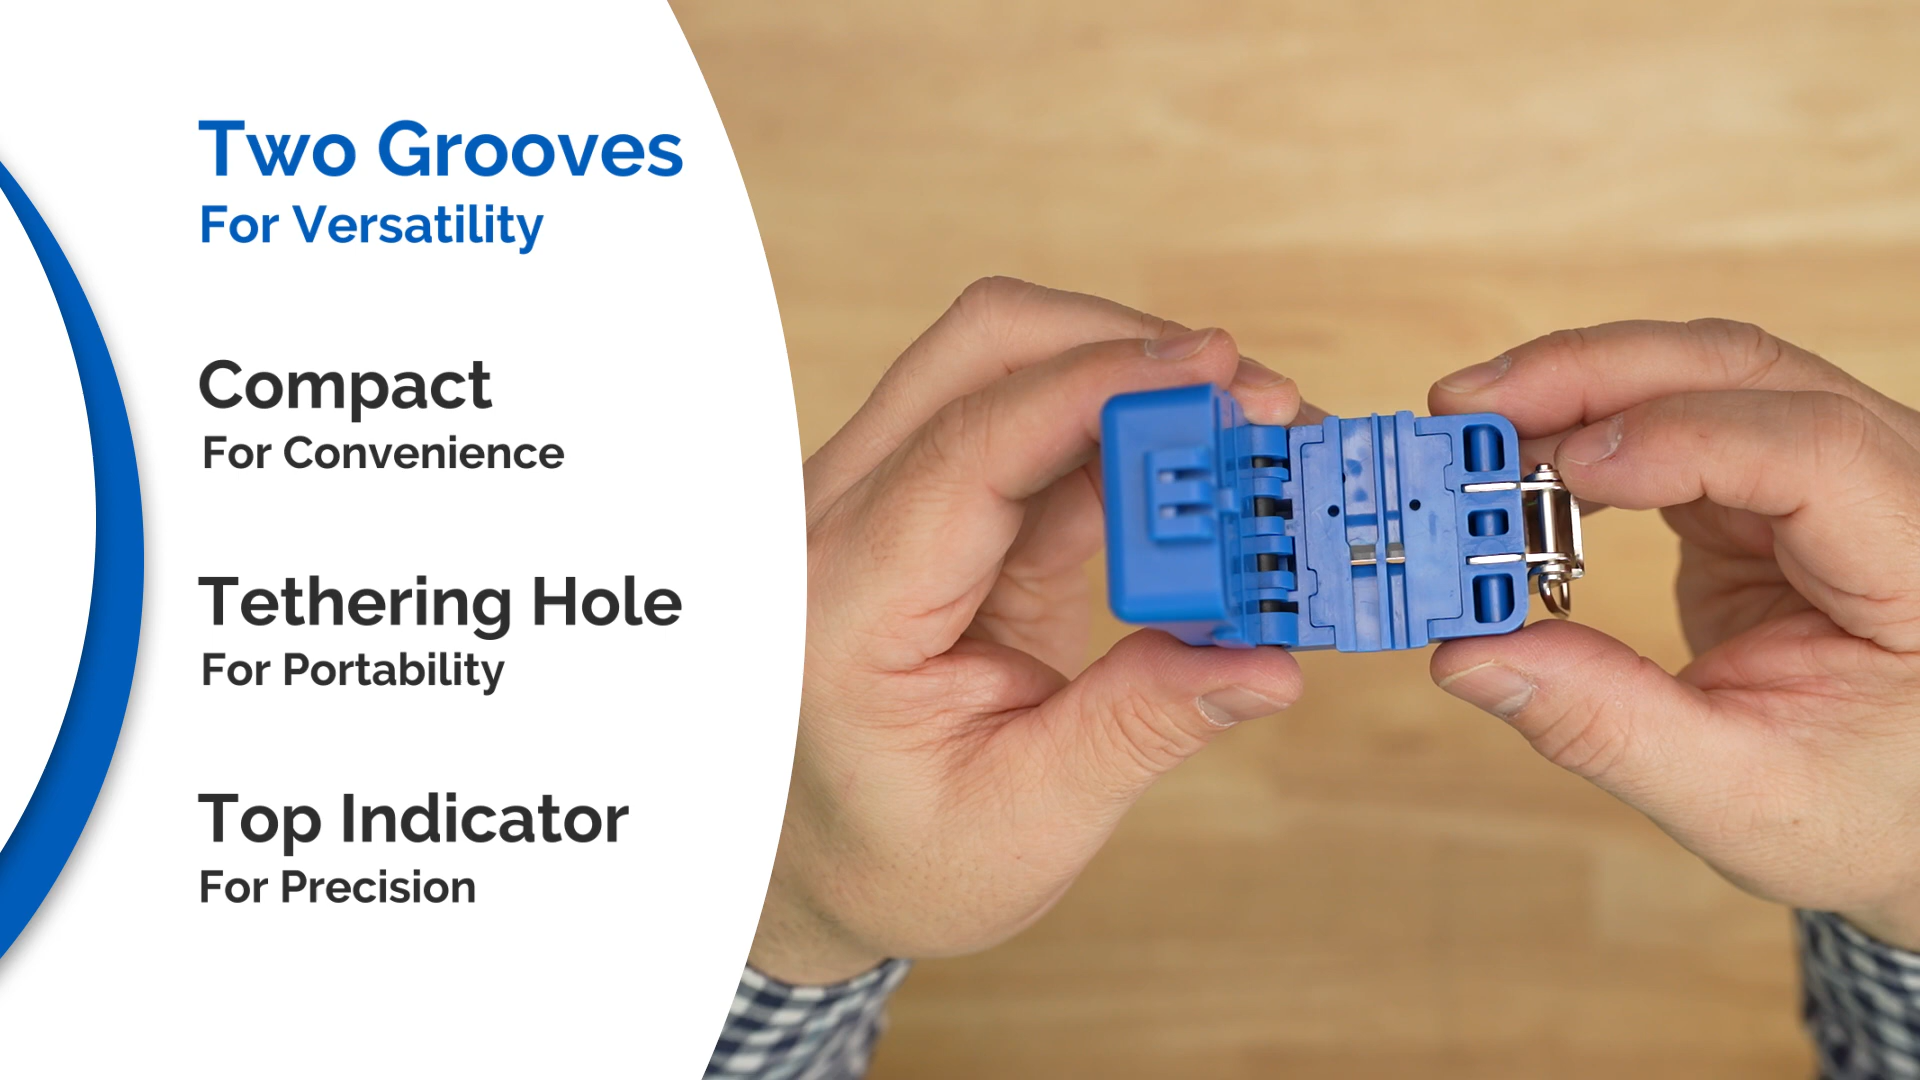 Two Grooves
For Versatility
Compact
For Convenience
Tethering Hole
For Portability
Top Indicator
For Precision